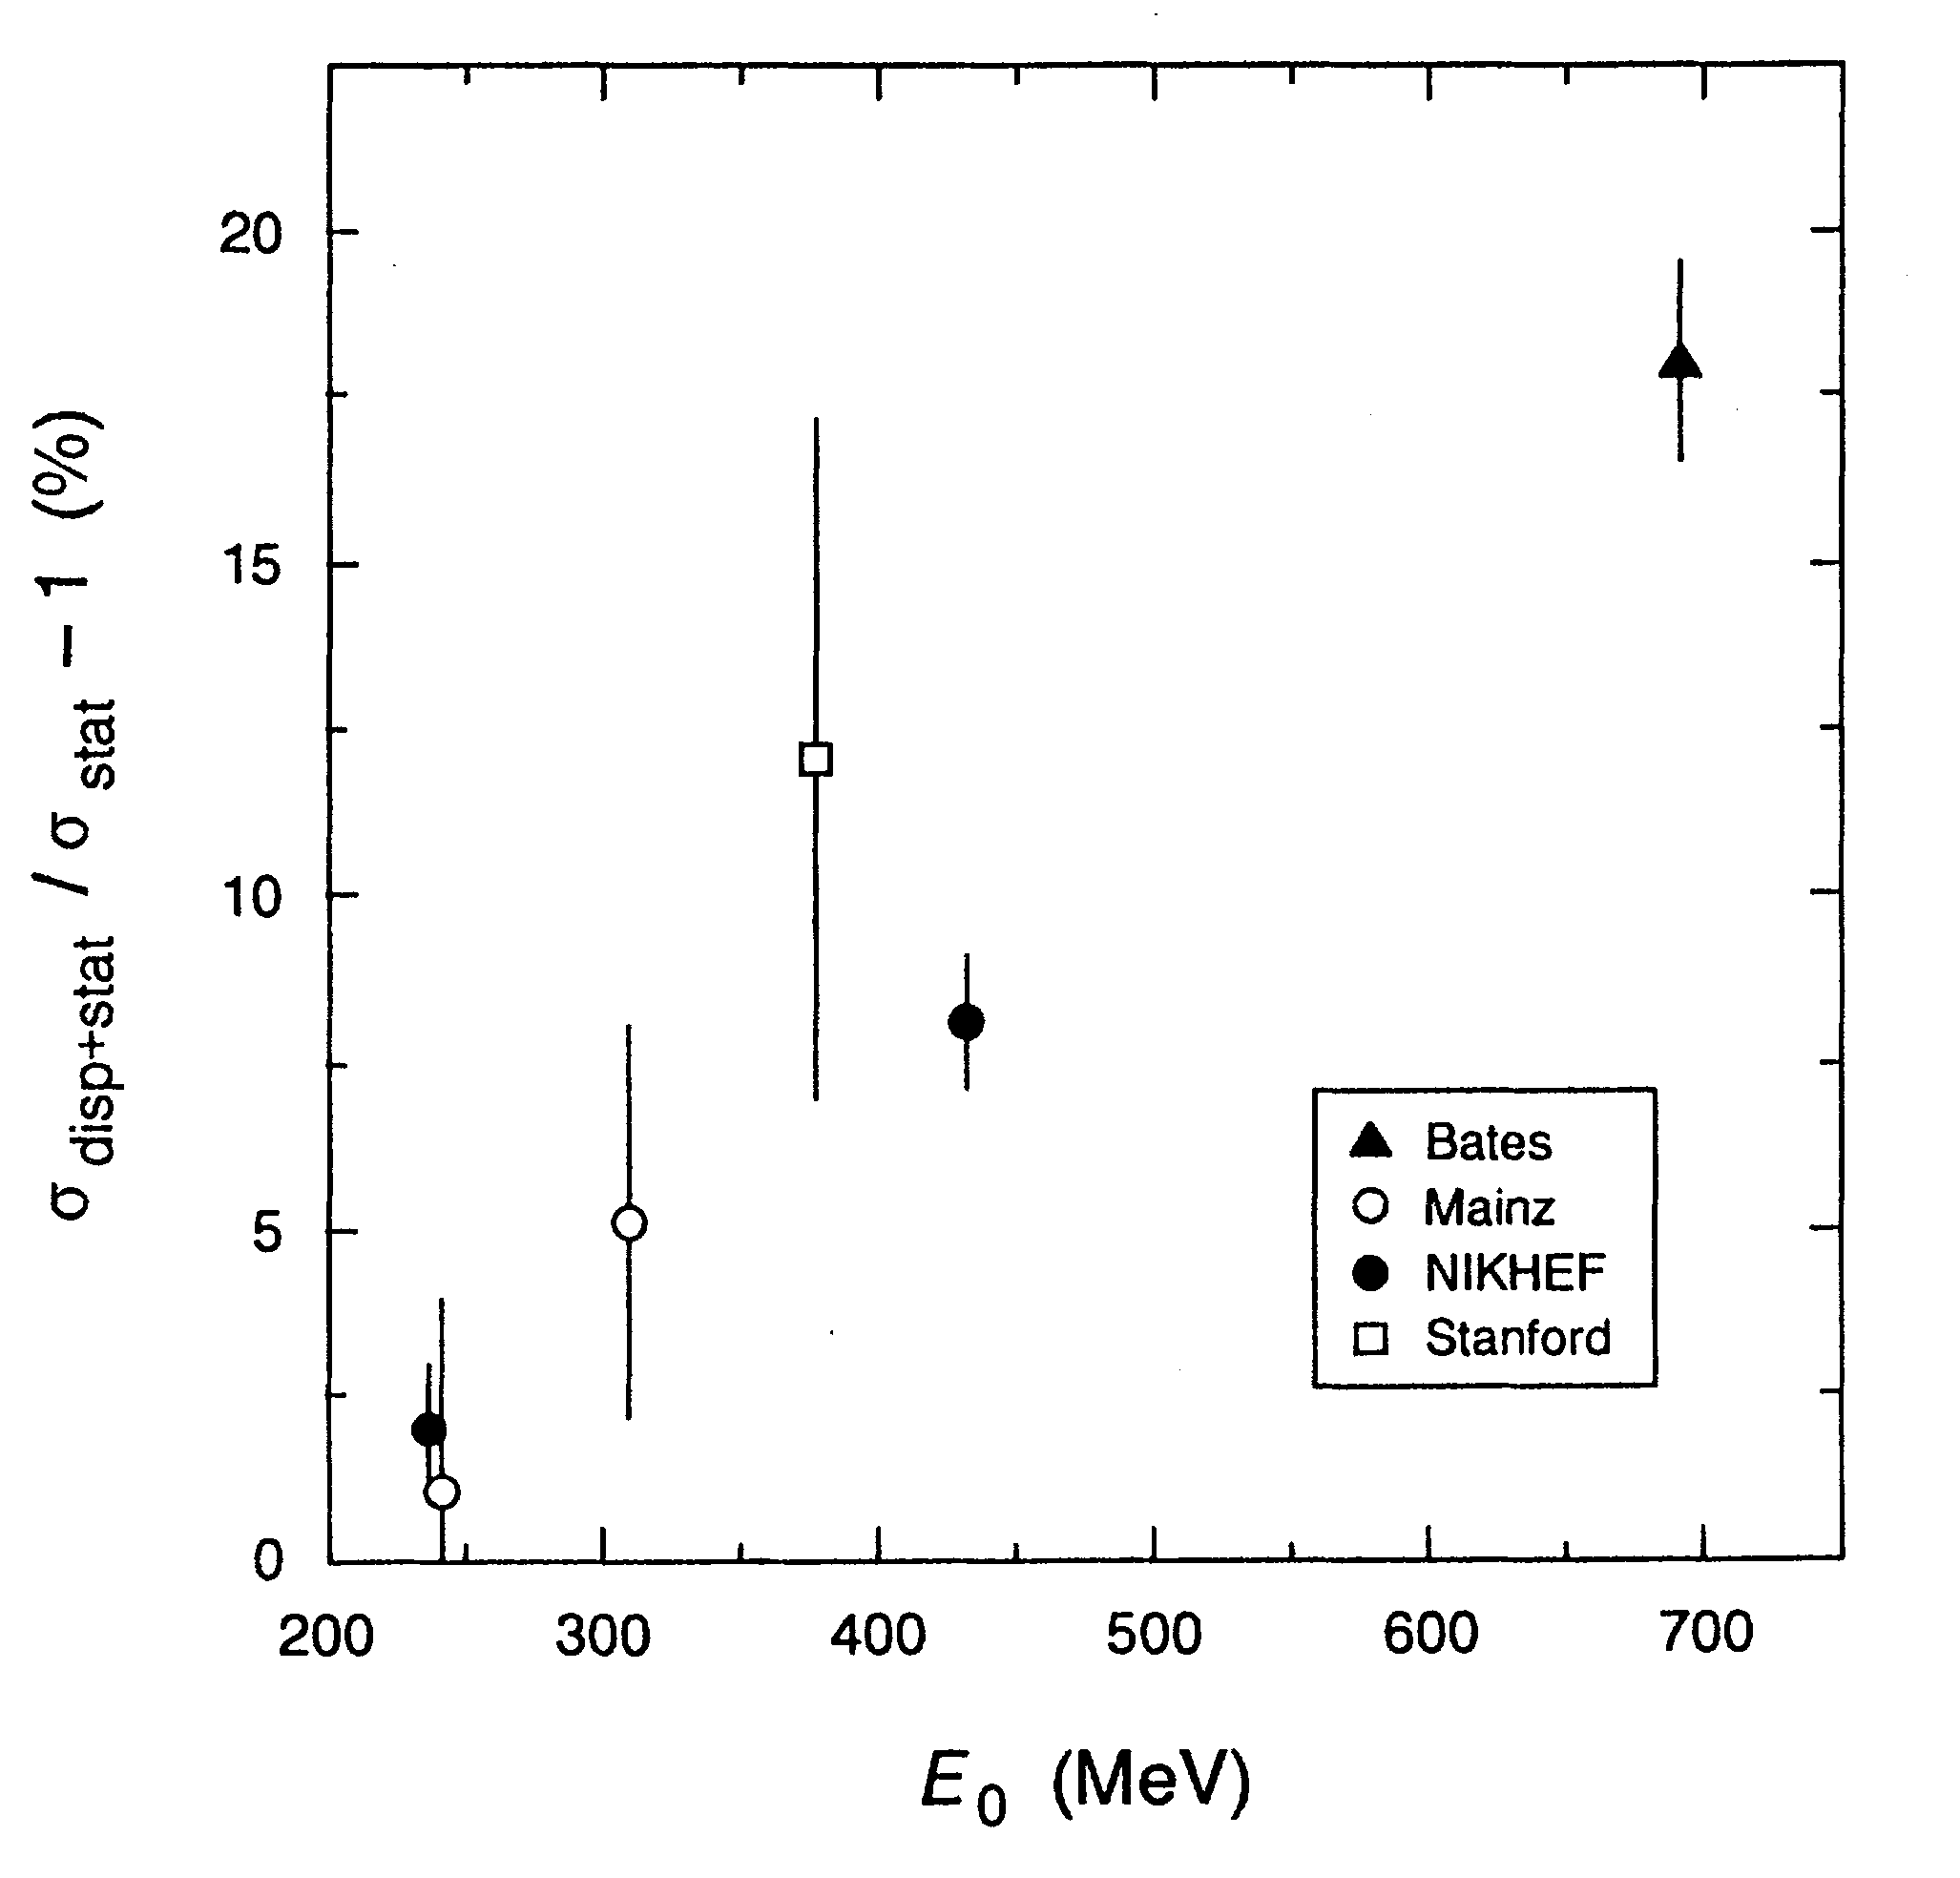 σ disp+stat / σ stat – 1 (%)
20
15
10
5
0
200 300 400 500 600 700
E0 (MeV)
Bates
Mainz
NIKHEF
Stanford